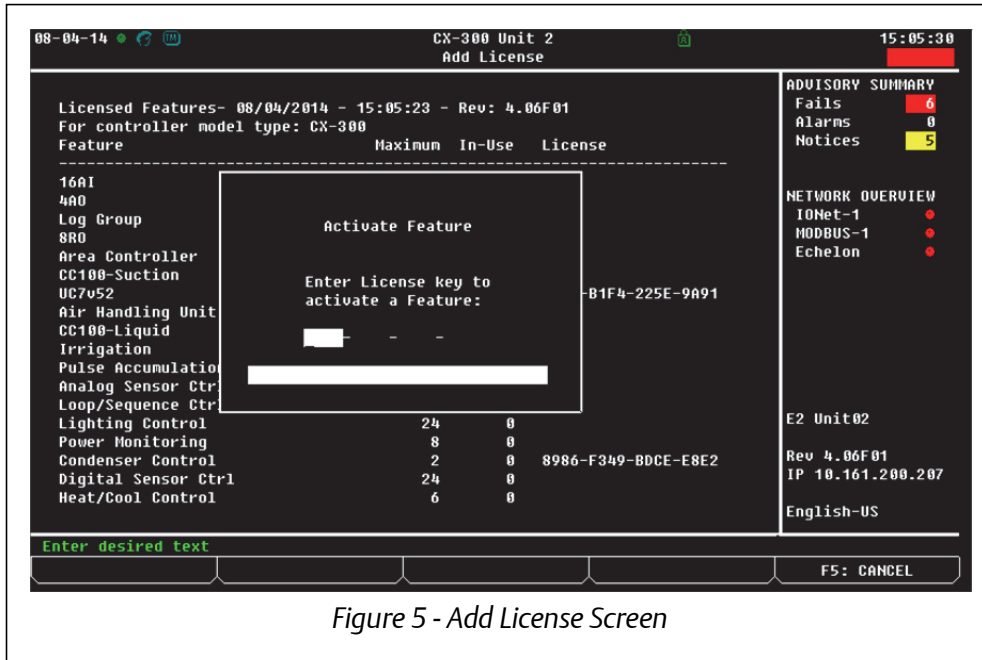 08-04-14 CX-300 Unit 2 15:05:30
Add License
Licensed Features- 08/04/2014 - 15:05:23 - Rev: 4.06F01
For controller model type: CX-300
Feature Maximum In-Use License
16AI
4AO
Log Group
8RO
Area Controller
CC100-Suction
UC7v52 -B1F4-225E-9A91
Air Handling Unit
CC100-Liquid
Irrigation
Pulse Accumulatio
Analog Sensor Ctr
Loop/Sequence Ctr
Lighting Control 24 0
Power Monitoring 8 0
Condenser Control 2 0 8986-F349-BDCE-E8E2
Digital Sensor Ctrl 24 0
Heat/Cool Control 6 0
Activate Feature
Enter License key to
activate a Feature:
- - -
ADVISORY SUMMARY
Fails 6
Alarms 0
Notices 5
NETWORK OVERVIEW
IONet-1
MODBUS-1
Echelon
E2 Unit02
Rev 4.06F01
IP 10.161.200.207
English-US
Enter desired text
F5: CANCEL
Figure 5 - Add License Screen